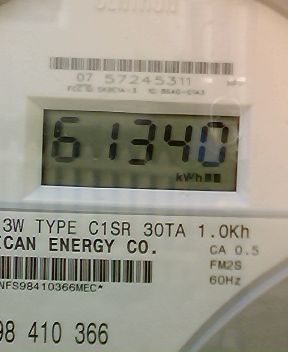 07 57245311
61340
kWh
3W TYPE C1SR 30TA 1.0Kh
ICAN ENERGY CO.
CA 0.5
FM2S
60Hz
NFS98410366MEC*
98 410 366